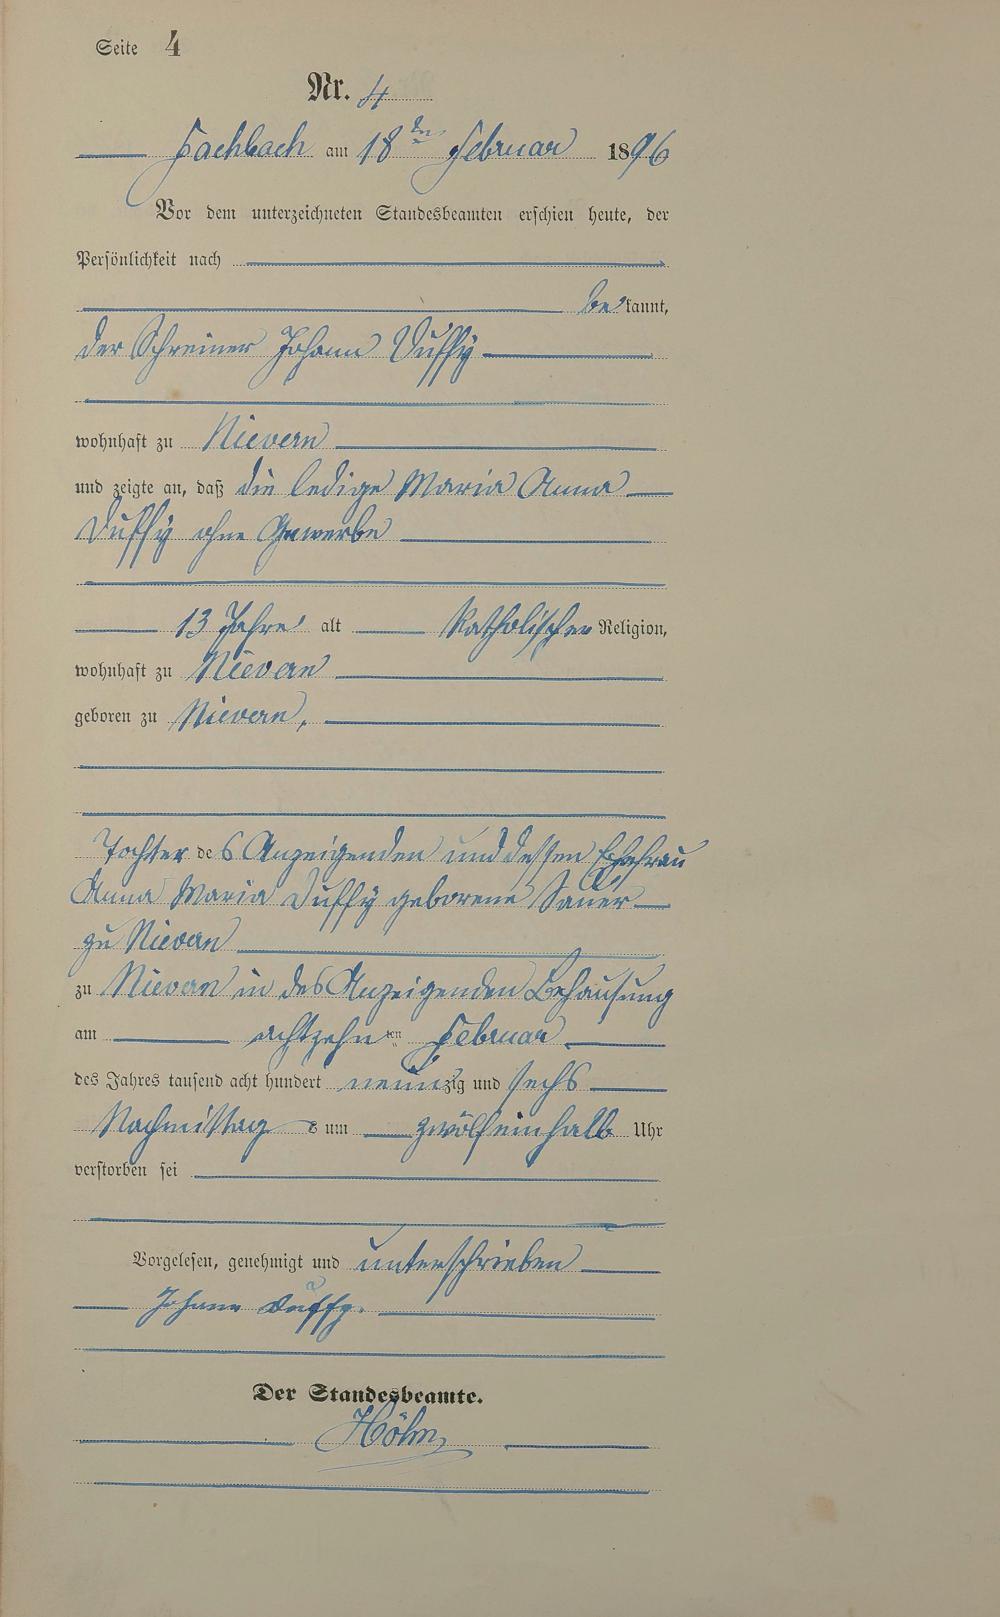 Seite 4
Nr. 4
Fachbach am 18ten Februar 1896
Vor dem unterzeichneten Standesbeamten erschien heute, der
Persönlichkeit nach
bekannt,
der Schreiner Johann Duffy
wohnhaft zu Nievern
und zeigte an, daß die ledige Maria Anna
Duffy ohne Gewerbe
13 Jahre alt Katholischer Religion,
wohnhaft zu Nievern
geboren zu Nievern,
Tochter des Anzeigenden und dessen Ehefrau
Anna Maria Duffy geborene Sauer
zu Nievern
zu Nievern in des Anzeigenden Behausung
am achtzehnten Februar
des Jahres tausend acht hundert neunzig und sechs
Nachmittags um zwölfeinhalb Uhr
verstorben sei
Vorgelesen, genehmigt und unterschrieben
Johann Duffy.
Der Standesbeamte.
Höhn